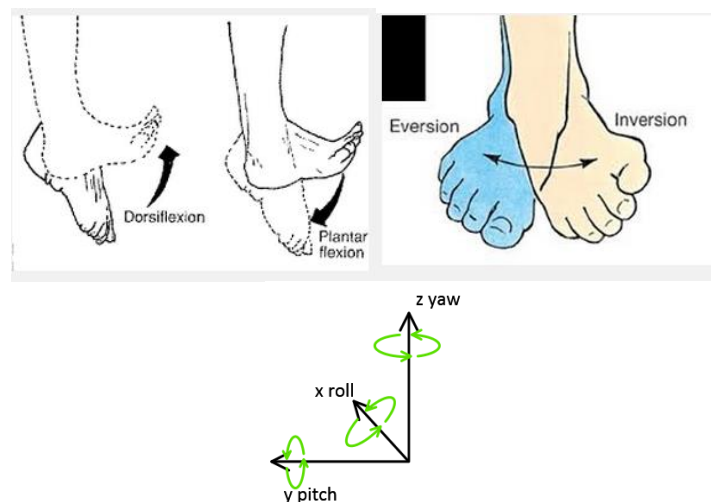 Dorsiflexion
Plantar
flexion
Eversion
Inversion
z yaw
x roll
y pitch